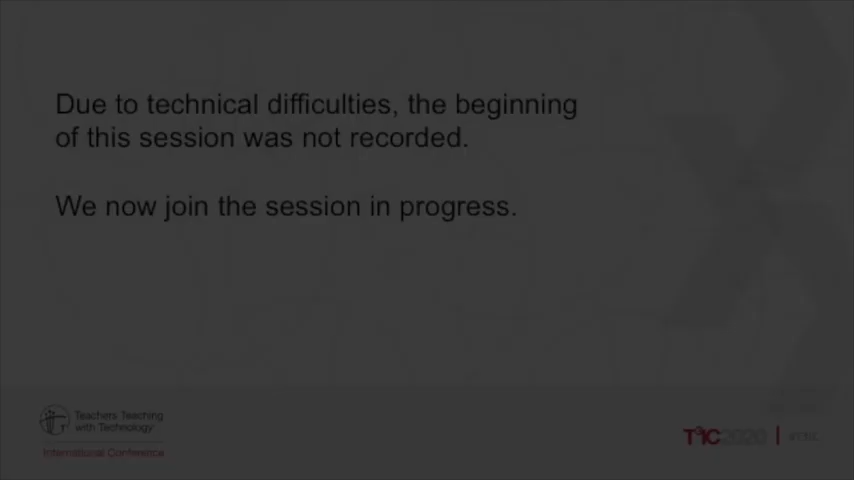 Due to technical difficulties, the beginning
of this session was not recorded.
We now join the session in progress.
Teachers Teaching
with Technology
International Conference
T³IC2020